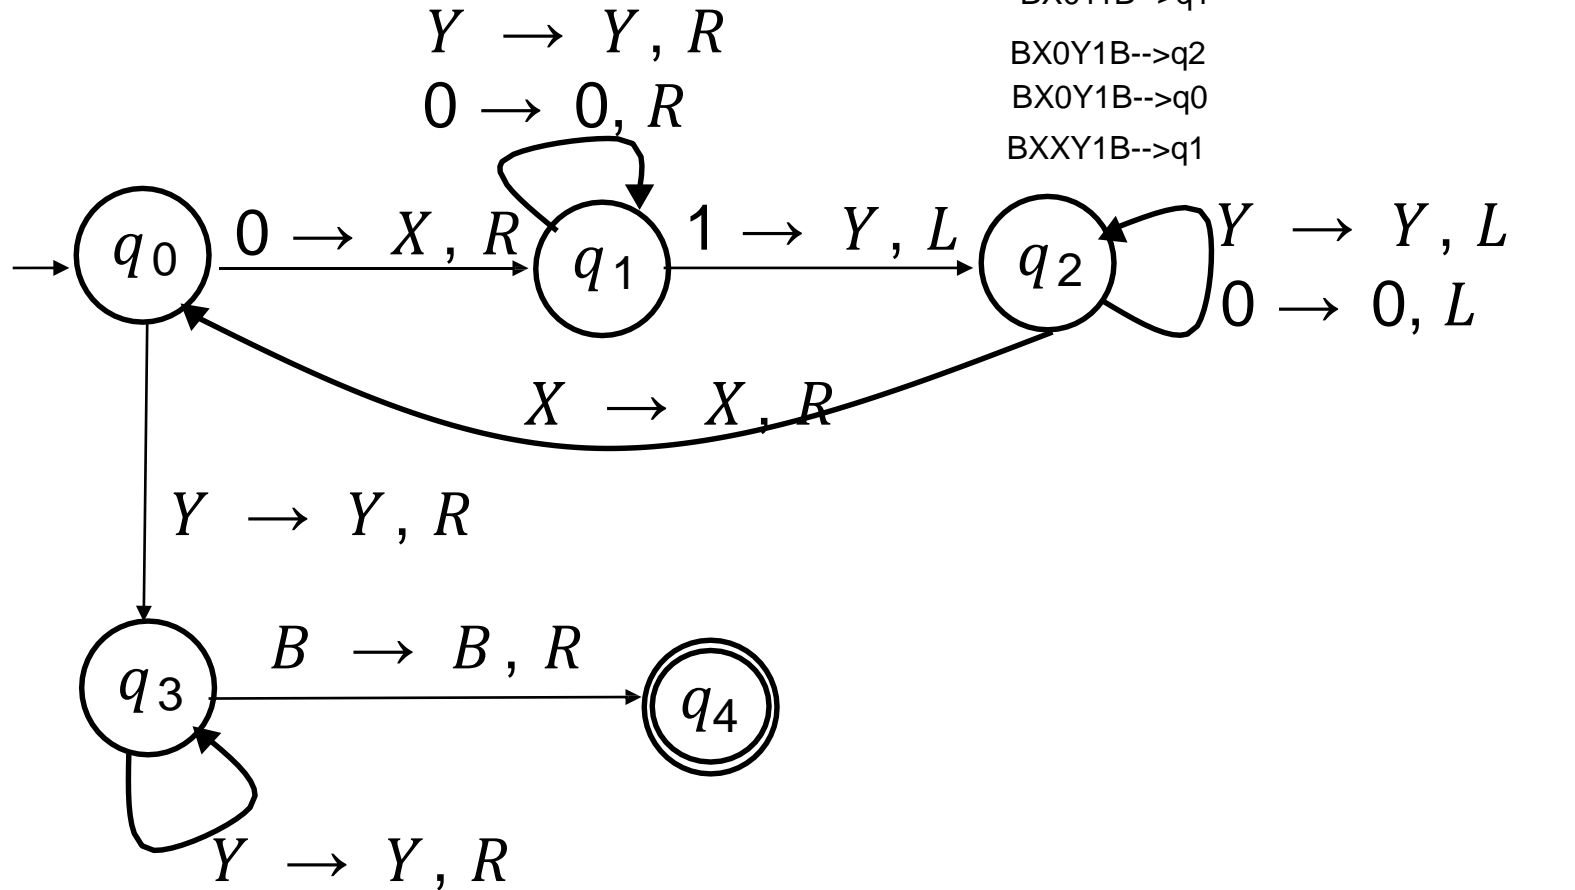 Y → Y , R
0 → 0, R
BX0Y1B-->q2
BX0Y1B-->q0
BXXY1B-->q1
q0
0 → X , R
q1
1 → Y , L
q2
Y → Y , L
0 → 0, L
X → X , R
Y → Y , R
q3
B → B , R
q4
Y → Y , R